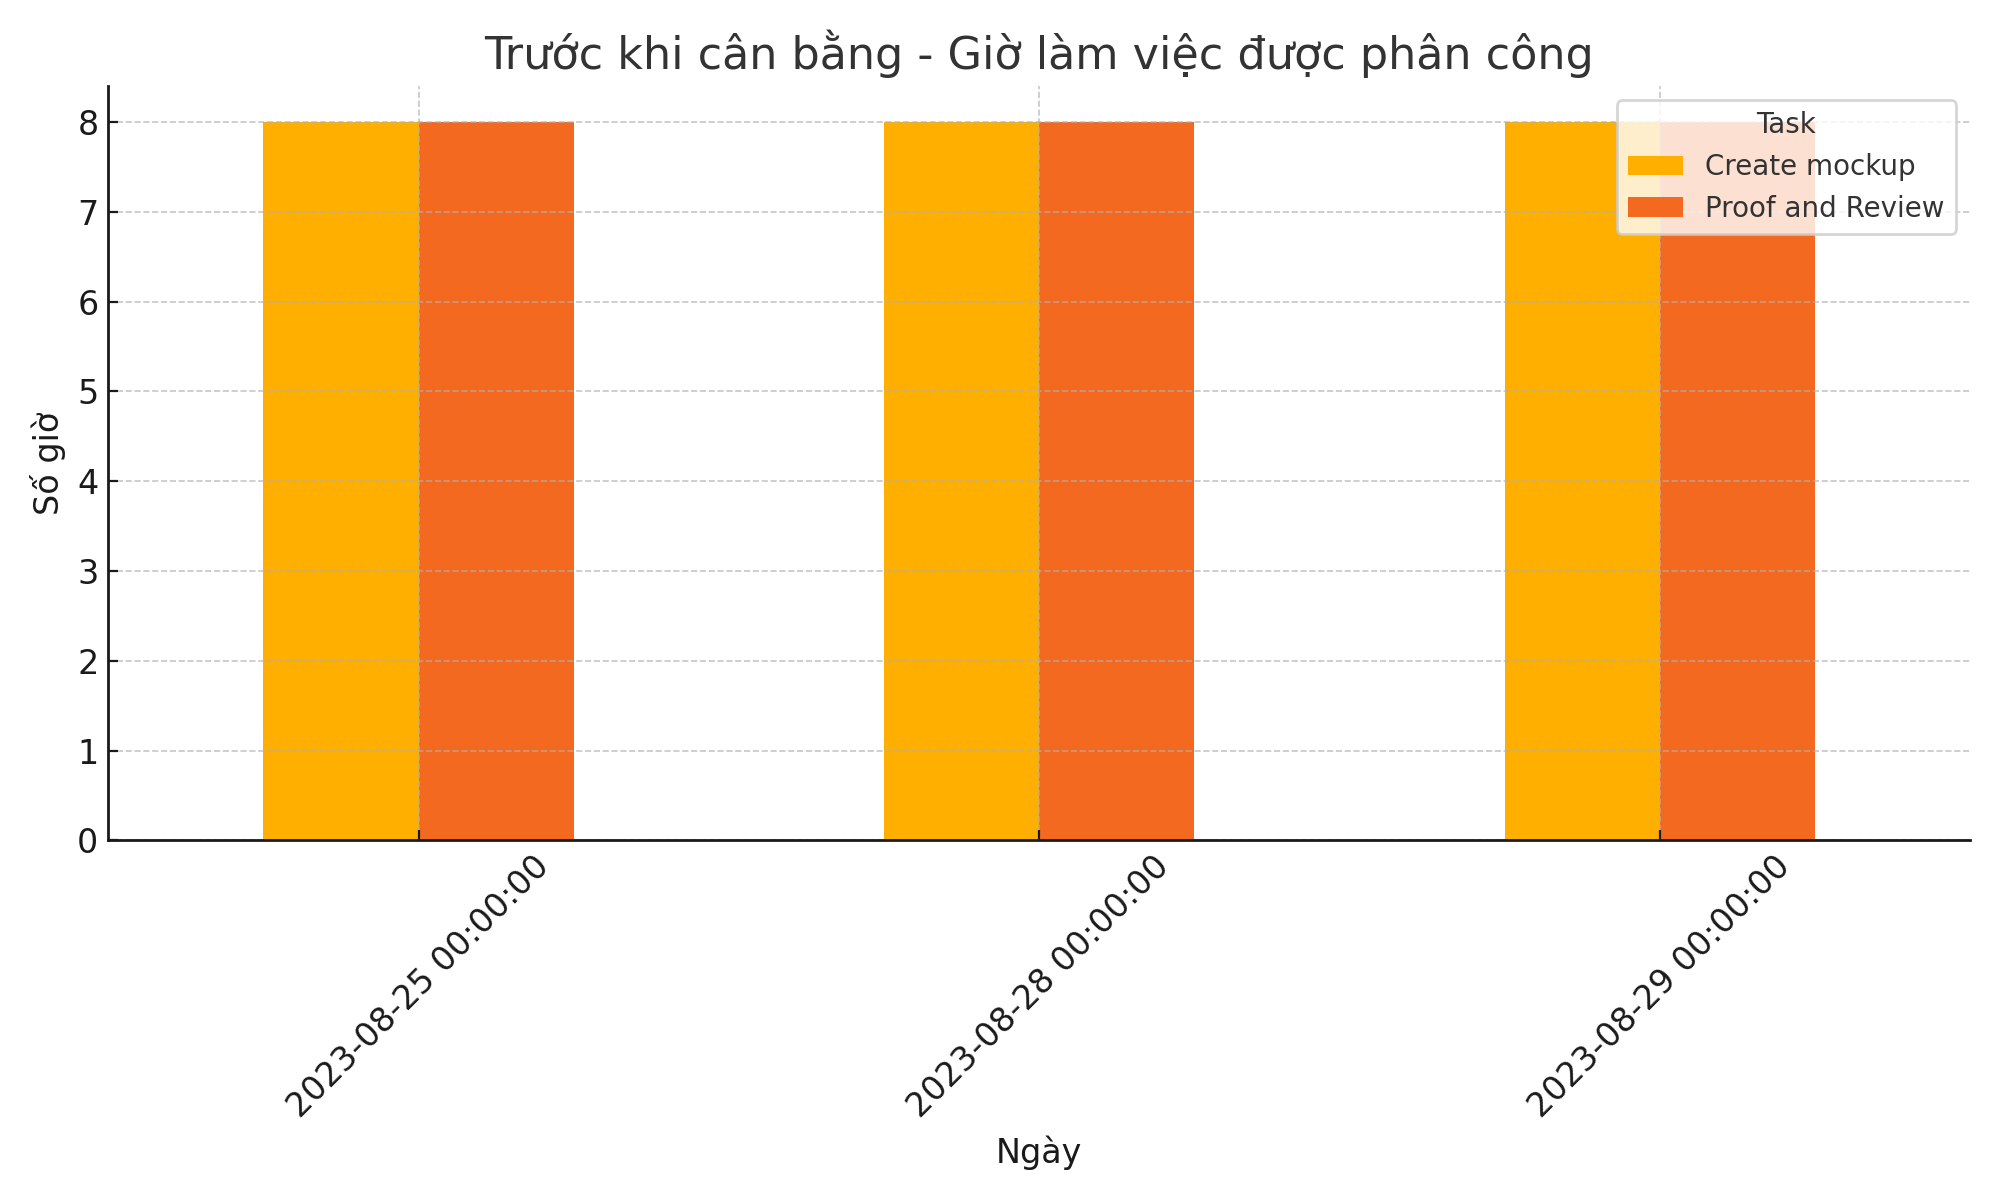 Trước khi cân bằng - Giờ làm việc được phân công
Task
Create mockup
Proof and Review
Số giờ
8
7
6
5
4
3
2
1
0
2023-08-25 00:00:00
2023-08-28 00:00:00
2023-08-29 00:00:00
Ngày